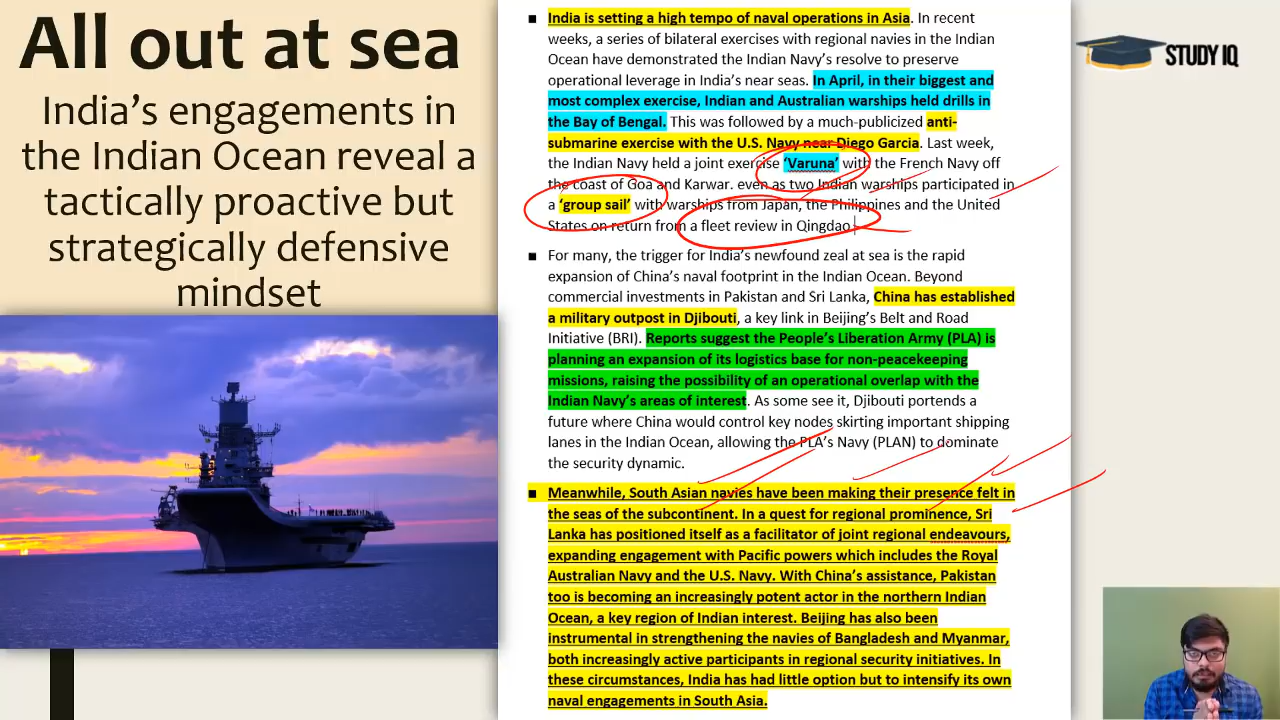 All out at sea
India's engagements in
the Indian Ocean reveal a
tactically proactive but
strategically defensive
mindset
India is setting a high tempo of naval operations in Asia. In recent
weeks, a series of bilateral exercises with regional navies in the Indian
Ocean have demonstrated the Indian Navy's resolve to preserve
operational leverage in India's near seas. In April, in their biggest and
most complex exercise, Indian and Australian warships held drills in
the Bay of Bengal. This was followed by a much-publicized anti-
submarine exercise with the U.S. Navy near Diego Garcia. Last week,
the Indian Navy held a joint exercise 'Varuna' with the French Navy off
the coast of Goa and Karwar. even as two Indian warships participated in
a 'group sail' with warships from Japan, the Philippines and the United
States on return from a fleet review in Qingdao.
For many, the trigger for India's newfound zeal at sea is the rapid
expansion of China's naval footprint in the Indian Ocean. Beyond
commercial investments in Pakistan and Sri Lanka, China has established
a military outpost in Djibouti, a key link in Beijing's Belt and Road
Initiative (BRI). Reports suggest the People's Liberation Army (PLA) is
planning an expansion of its logistics base for non-peacekeeping
missions, raising the possibility of an operational overlap with the
Indian Navy's areas of interest. As some see it, Djibouti portends a
future where China would control key nodes skirting important shipping
lanes in the Indian Ocean, allowing the PLA's Navy (PLAN) to dominate
the security dynamic.
Meanwhile, South Asian navies have been making their presence felt in
the seas of the subcontinent. In a quest for regional prominence, Sri
Lanka has positioned itself as a facilitator of joint regional endeavours,
expanding engagement with Pacific powers which includes the Royal
Australian Navy and the U.S. Navy. With China's assistance, Pakistan
too is becoming an increasingly potent actor in the northern Indian
Ocean, a key region of Indian interest. Beijing has also been
instrumental in strengthening the navies of Bangladesh and Myanmar,
both increasingly active participants in regional security initiatives. In
these circumstances, India has had little option but to intensify its own
naval engagements in South Asia.
STUDY IQ